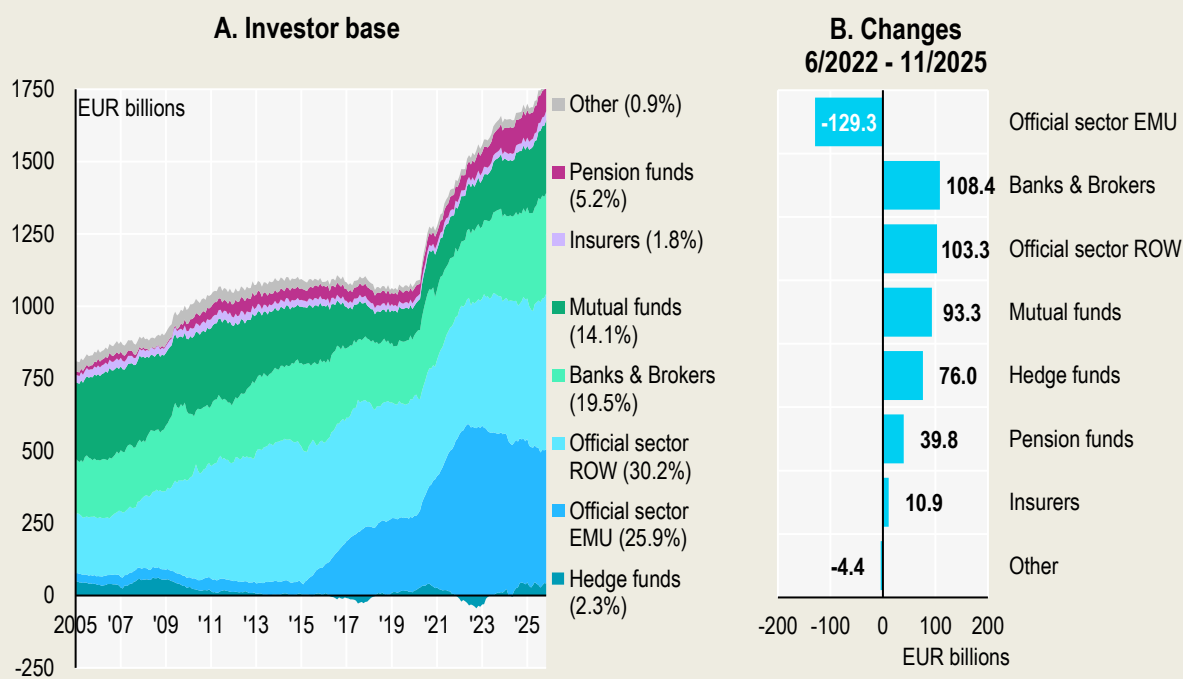 A. Investor base
1750
1500
1250
1000
750
500
250
0
-250
EUR billions
2005 '07 '09 '11 '13 '15 '17 '19 '21 '23 '25
Other (0.9%)
Pension funds
(5.2%)
Insurers (1.8%)
Mutual funds
(14.1%)
Banks & Brokers
(19.5%)
Official sector
ROW (30.2%)
Official sector
EMU (25.9%)
Hedge funds
(2.3%)
B. Changes
6/2022 - 11/2025
-129.3 Official sector EMU
108.4 Banks & Brokers
103.3 Official sector ROW
93.3 Mutual funds
76.0 Hedge funds
39.8 Pension funds
10.9 Insurers
-4.4 Other
-200 -100 0 100 200
EUR billions